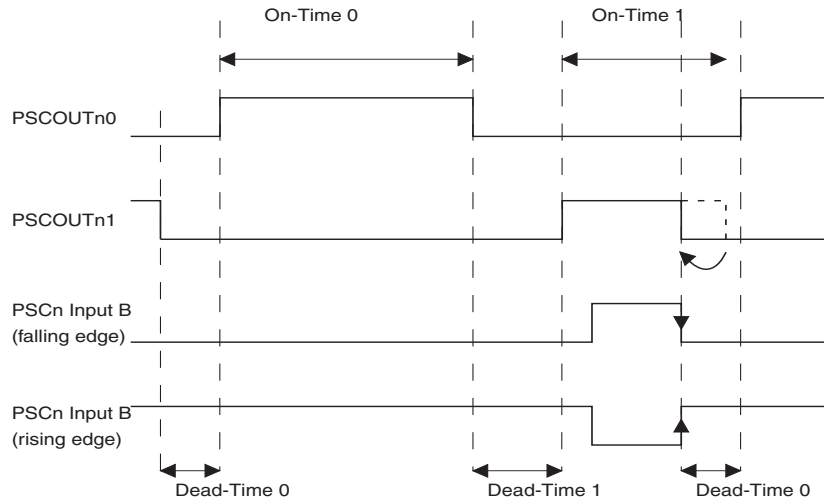 On-Time 0
On-Time 1
PSCOUTn0
PSCOUTn1
PSCn Input B
(falling edge)
PSCn Input B
(rising edge)
Dead-Time 0
Dead-Time 1
Dead-Time 0